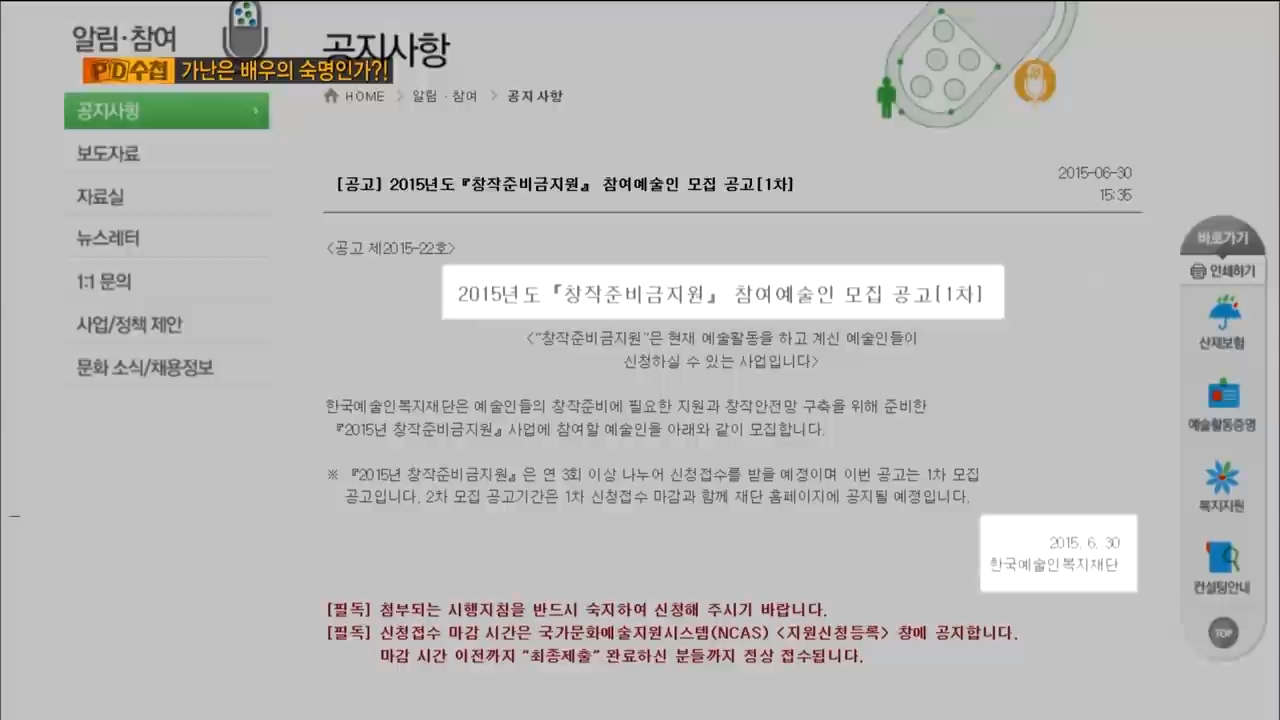 알림·참여
공지사항
PD수첩 가난은 배우의 숙명인가?!
HOME > 알림 · 참여 > 공지사항
공지사항
보도자료
자료실
뉴스레터
1:1 문의
사업/정책 제안
문화 소식/채용정보
[공고] 2015년도『창작준비금지원』 참여예술인 모집 공고[1차]
2015-06-30
15:35
<공고 제2015-22호>
2015년도『창작준비금지원』 참여예술인 모집 공고[1차]
<"창작준비금지원"은 현재 예술활동을 하고 계신 예술인들이
신청하실 수 있는 사업입니다>
한국예술인복지재단은 예술인들의 창작준비에 필요한 지원과 창작안전망 구축을 위해 준비한
『2015년 창작준비금지원』사업에 참여할 예술인을 아래와 같이 모집합니다.
※ 『2015년 창작준비금지원』은 연 3회 이상 나누어 신청접수를 받을 예정이며 이번 공고는 1차 모집
공고입니다. 2차 모집 공고기간은 1차 신청접수 마감과 함께 재단 홈페이지에 공지될 예정입니다.
2015. 6. 30
한국예술인복지재단
[필독] 첨부되는 시행지침을 반드시 숙지하여 신청해 주시기 바랍니다.
[필독] 신청접수 마감 시간은 국가문화예술지원시스템(NCAS) <지원신청등록> 창에 공지합니다.
마감 시간 이전까지 "최종제출" 완료하신 분들까지 정상 접수됩니다.
바로가기
인쇄하기
산재보험
예술활동증명
복지지원
컨설팅안내
TOP